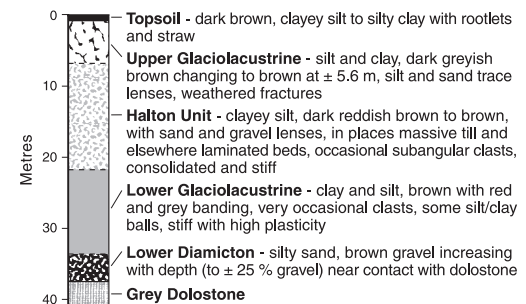 0
Topsoil - dark brown, clayey silt to silty clay with rootlets
and straw
Upper Glaciolacustrine - silt and clay, dark greyish
brown changing to brown at ± 5.6 m, silt and sand trace
lenses, weathered fractures
10
Halton Unit - clayey silt, dark reddish brown to brown,
with sand and gravel lenses, in places massive till and
elsewhere laminated beds, occasional subangular clasts,
consolidated and stiff
Metres
20
Lower Glaciolacustrine - clay and silt, brown with red
and grey banding, very occasional clasts, some silt/clay
balls, stiff with high plasticity
30
Lower Diamicton - silty sand, brown gravel increasing
with depth (to ± 25 % gravel) near contact with dolostone
Grey Dolostone
40